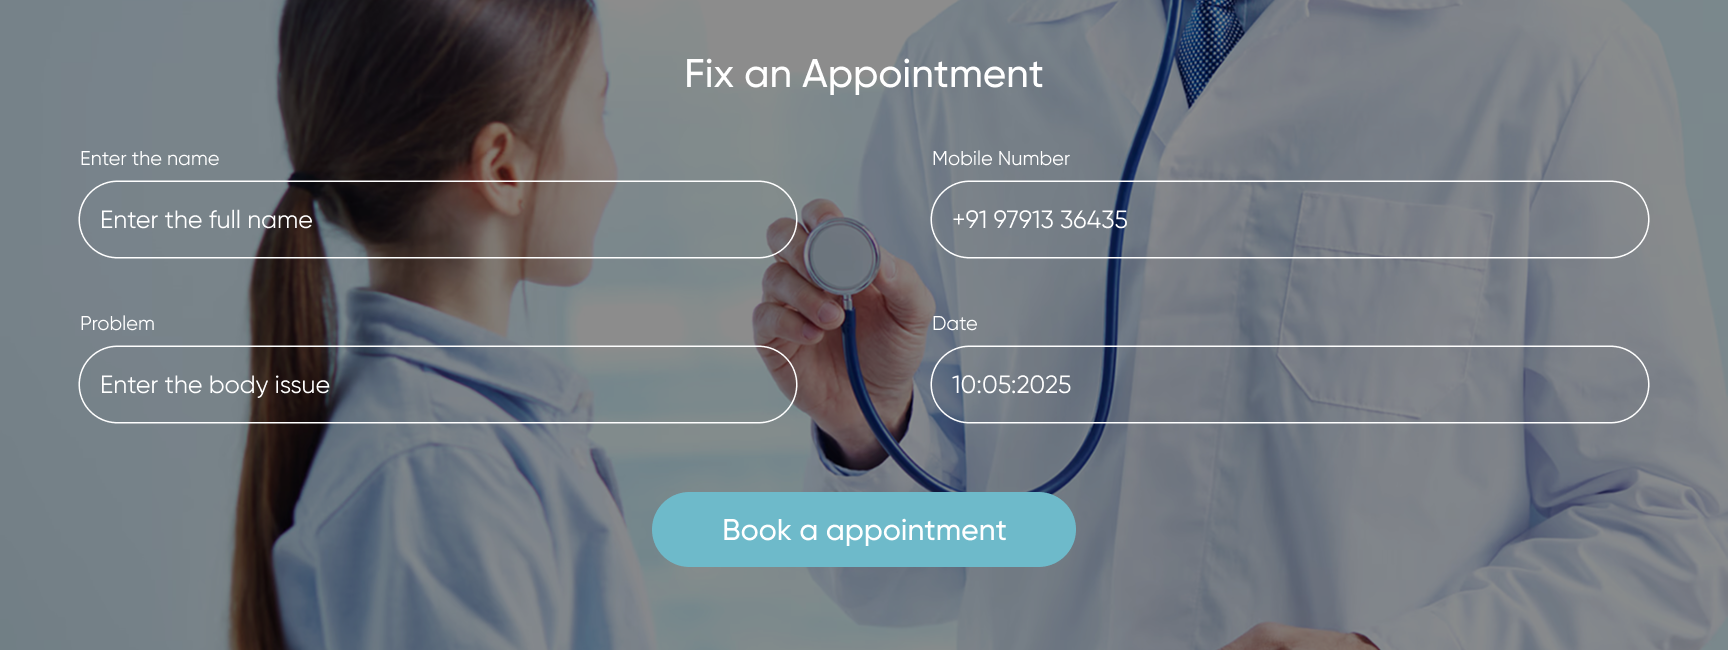 Fix an Appointment
Enter the name
Mobile Number
Enter the full name
+91 97913 36435
Problem
Date
Enter the body issue
10:05:2025
Book a appointment